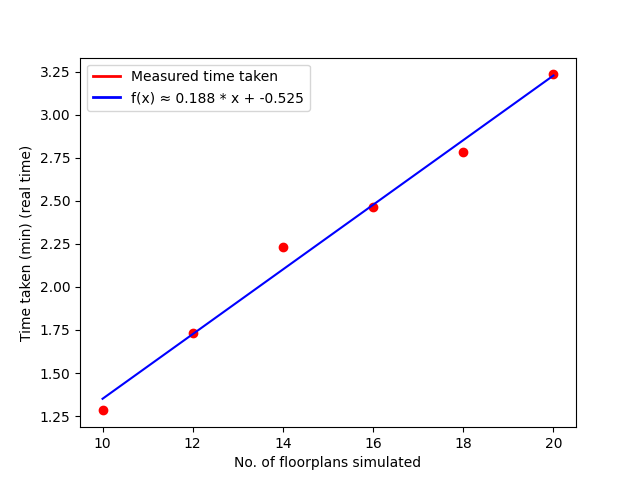 Measured time taken
f(x) ≈ 0.188 * x + -0.525
3.25
3.00
2.75
2.50
2.25
2.00
1.75
1.50
1.25
Time taken (min) (real time)
10 12 14 16 18 20
No. of floorplans simulated